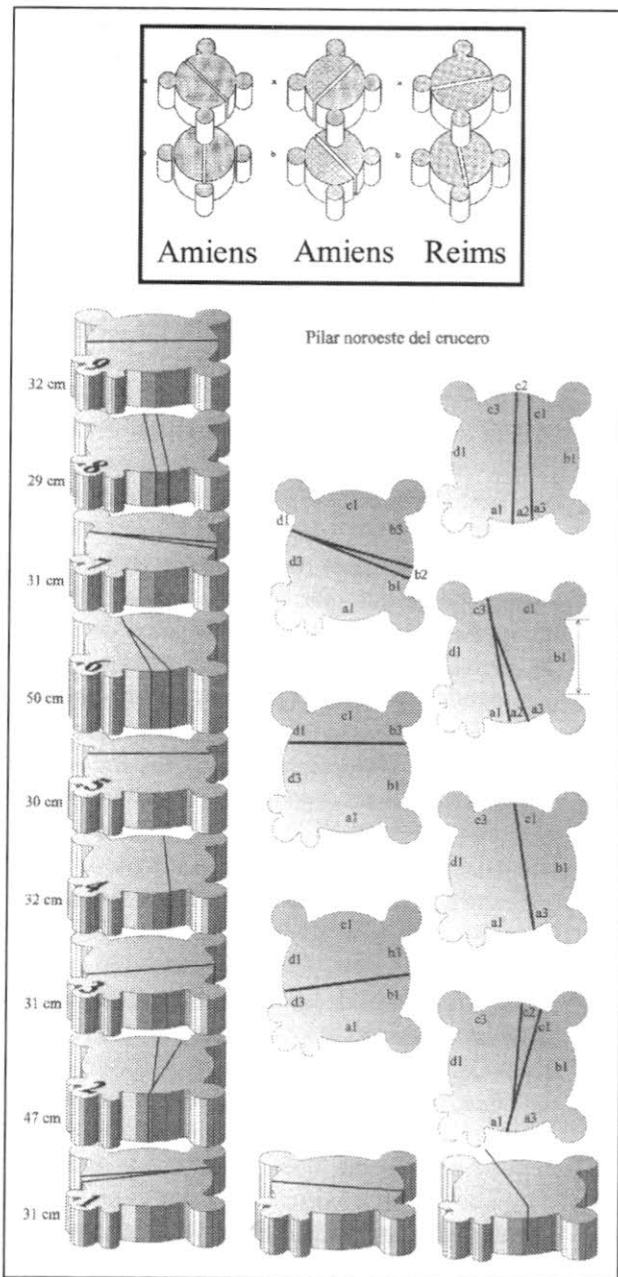 a a a
b b b
Amiens Amiens Reims
Pilar noroeste del crucero
9
32 cm
8
29 cm
7
31 cm
6
50 cm
5
30 cm
4
32 cm
3
31 cm
2
47 cm
1
31 cm
c1
d1 b3
d3 b2
b1
a1
c1
d1 b3
d3 b1
a1
c1
d1 b3
d3 b1
a1
c2
c3 c1
d1 b1
a1 a2 a3
c3 c1
d1 b1
a1 a2 a3
c3 c1
d1 b1
a1 a3
c3 c2
c1
d1 b1
a1 a3